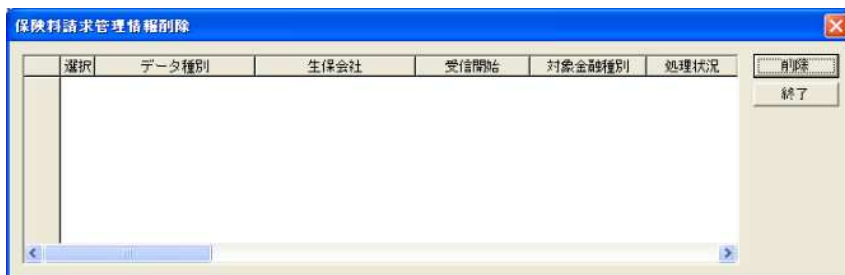 保険料請求管理情報削除
選択 データ種別 生保会社 受信開始 対象金融種別 処理状況 削除
終了